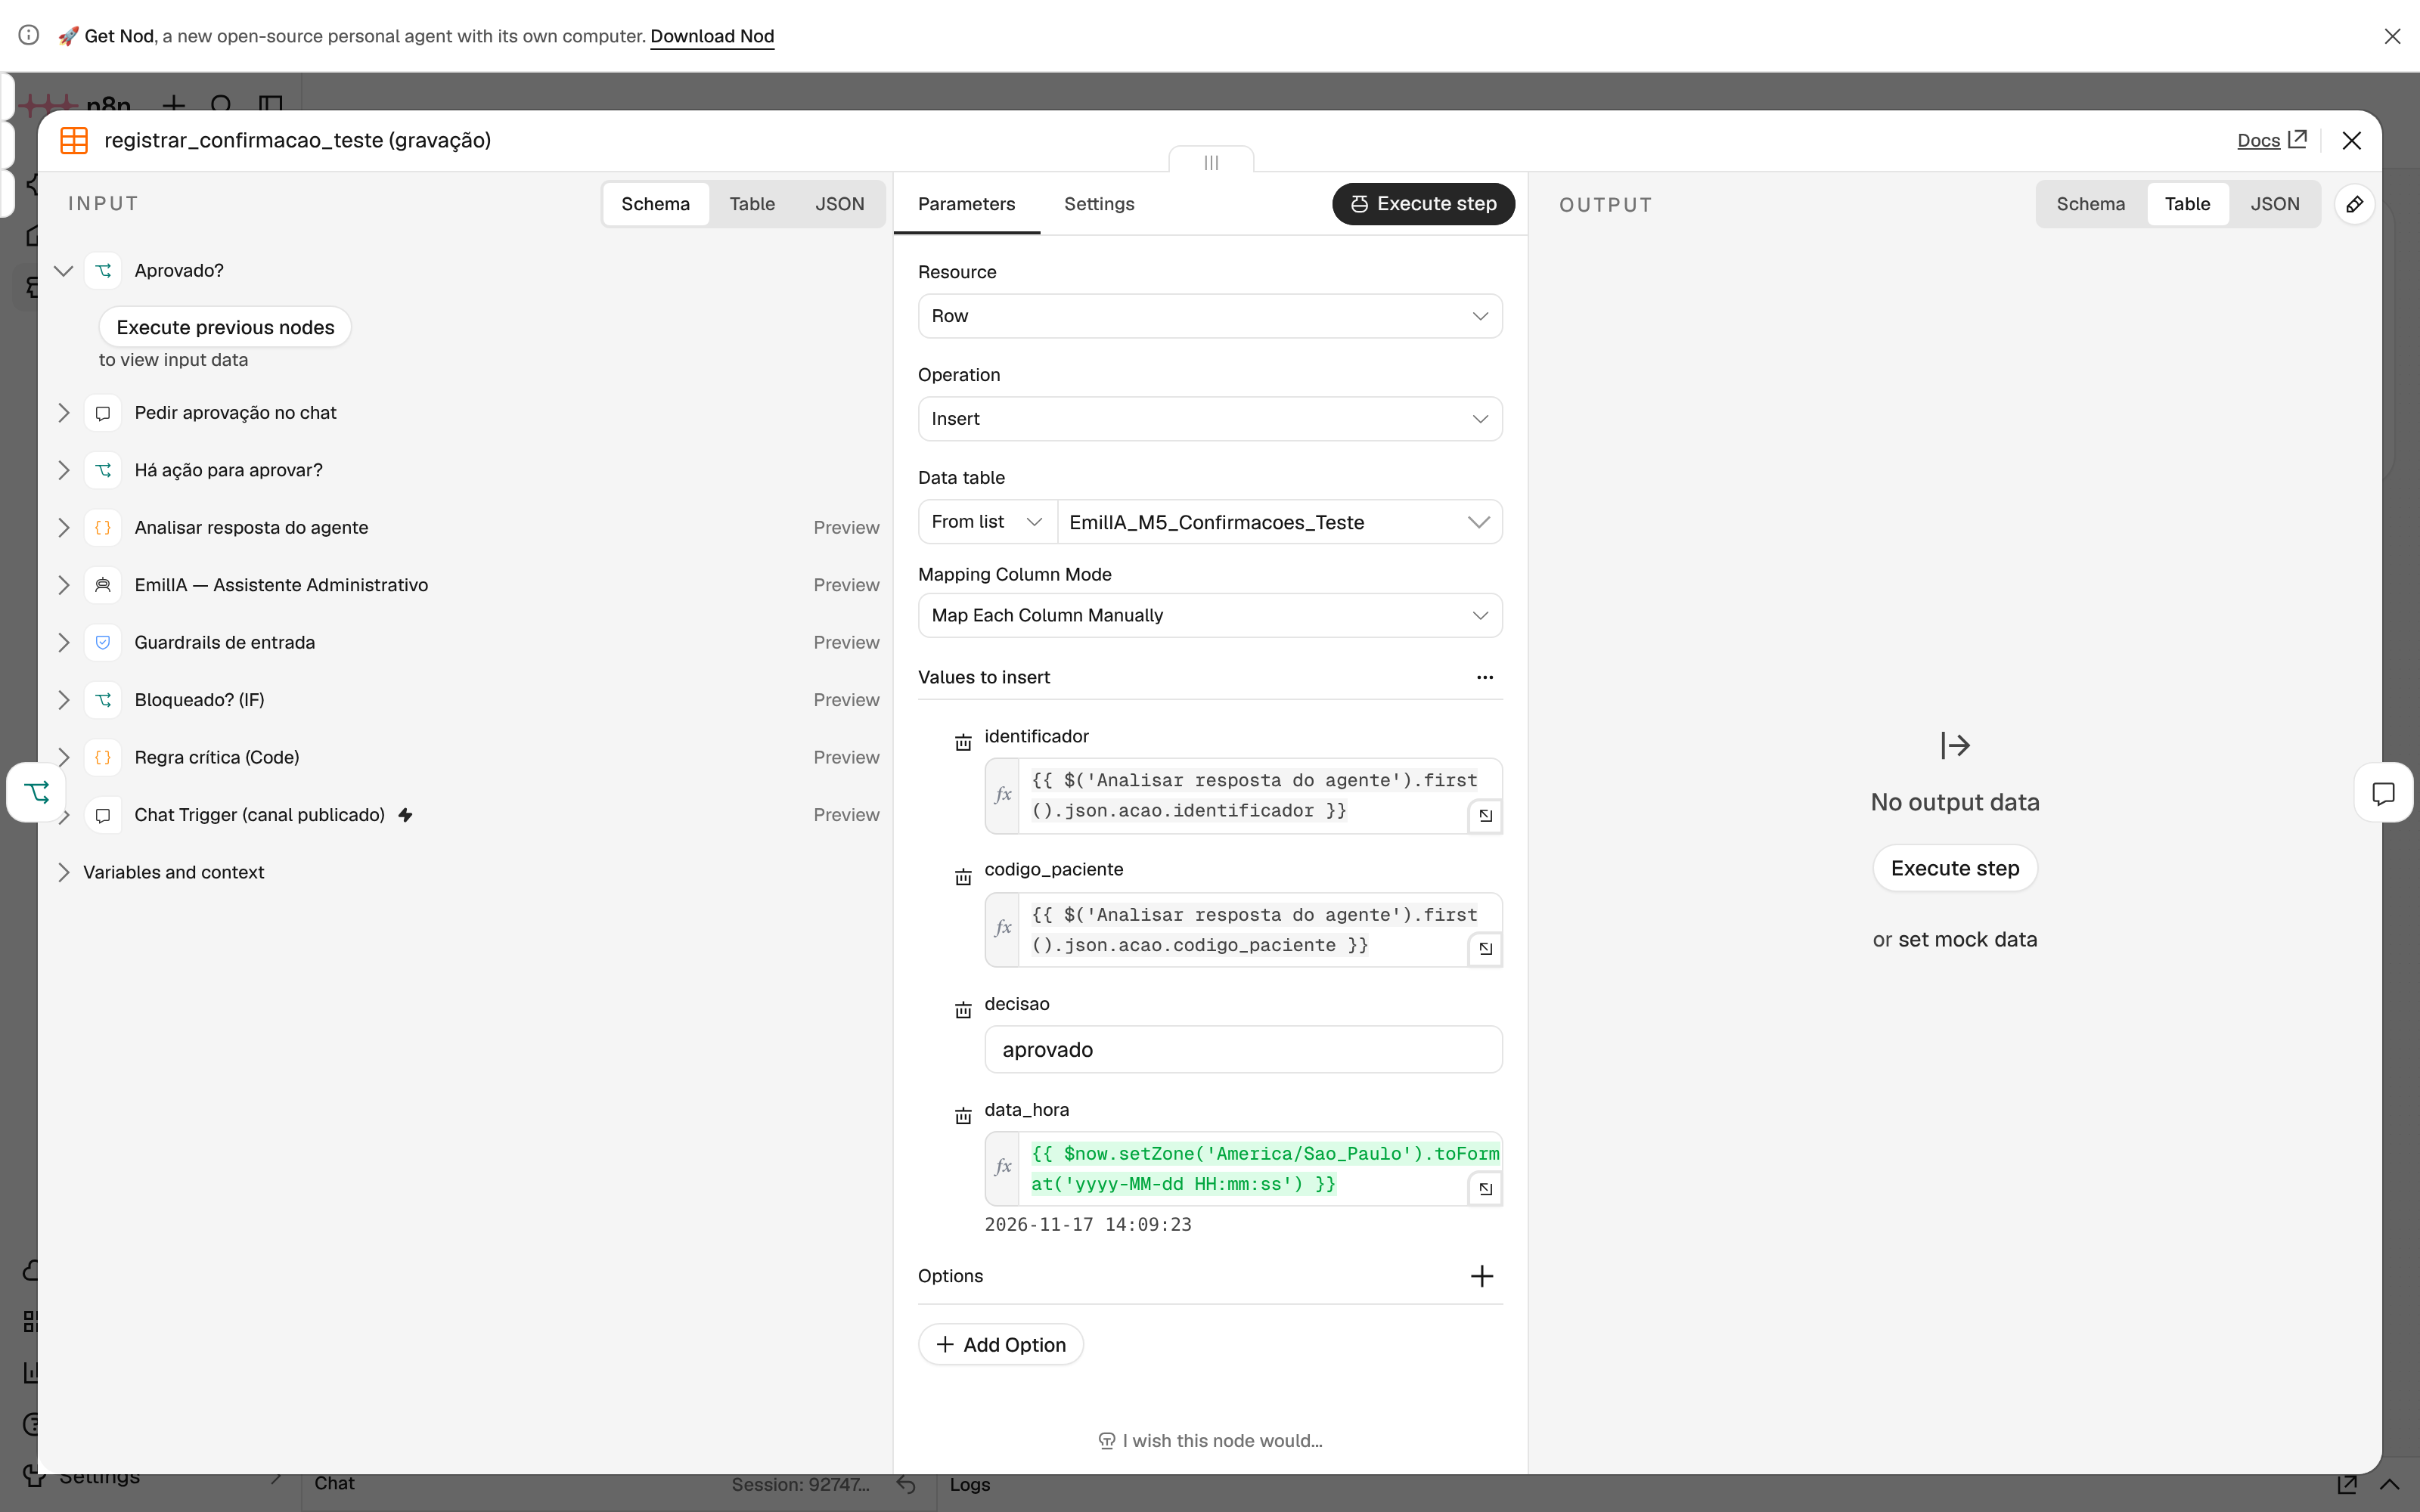 🚀 Get Nod, a new open-source personal agent with its own computer. Download Nod
n8n
registrar_confirmacao_teste (gravação)
Docs
INPUT
Schema
Table
JSON
Aprovado?
Execute previous nodes
to view input data
Pedir aprovação no chat
Há ação para aprovar?
Analisar resposta do agente
Preview
EmilIA — Assistente Administrativo
Preview
Guardrails de entrada
Preview
Bloqueado? (IF)
Preview
Regra crítica (Code)
Preview
Chat Trigger (canal publicado)
Preview
Variables and context
Parameters
Settings
Execute step
Resource
Row
Operation
Insert
Data table
From list
EmilIA_M5_Confirmacoes_Teste
Mapping Column Mode
Map Each Column Manually
Values to insert
identificador
fx
{{ $('Analisar resposta do agente').first
().json.acao.identificador }}
codigo_paciente
fx
{{ $('Analisar resposta do agente').first
().json.acao.codigo_paciente }}
decisao
aprovado
data_hora
fx
{{ $now.setZone('America/Sao_Paulo').toForm
at('yyyy-MM-dd HH:mm:ss') }}
2026-11-17 14:09:23
Options
Add Option
I wish this node would...
OUTPUT
Schema
Table
JSON
No output data
Execute step
or set mock data
Settings
Chat
Session: 92747...
Logs